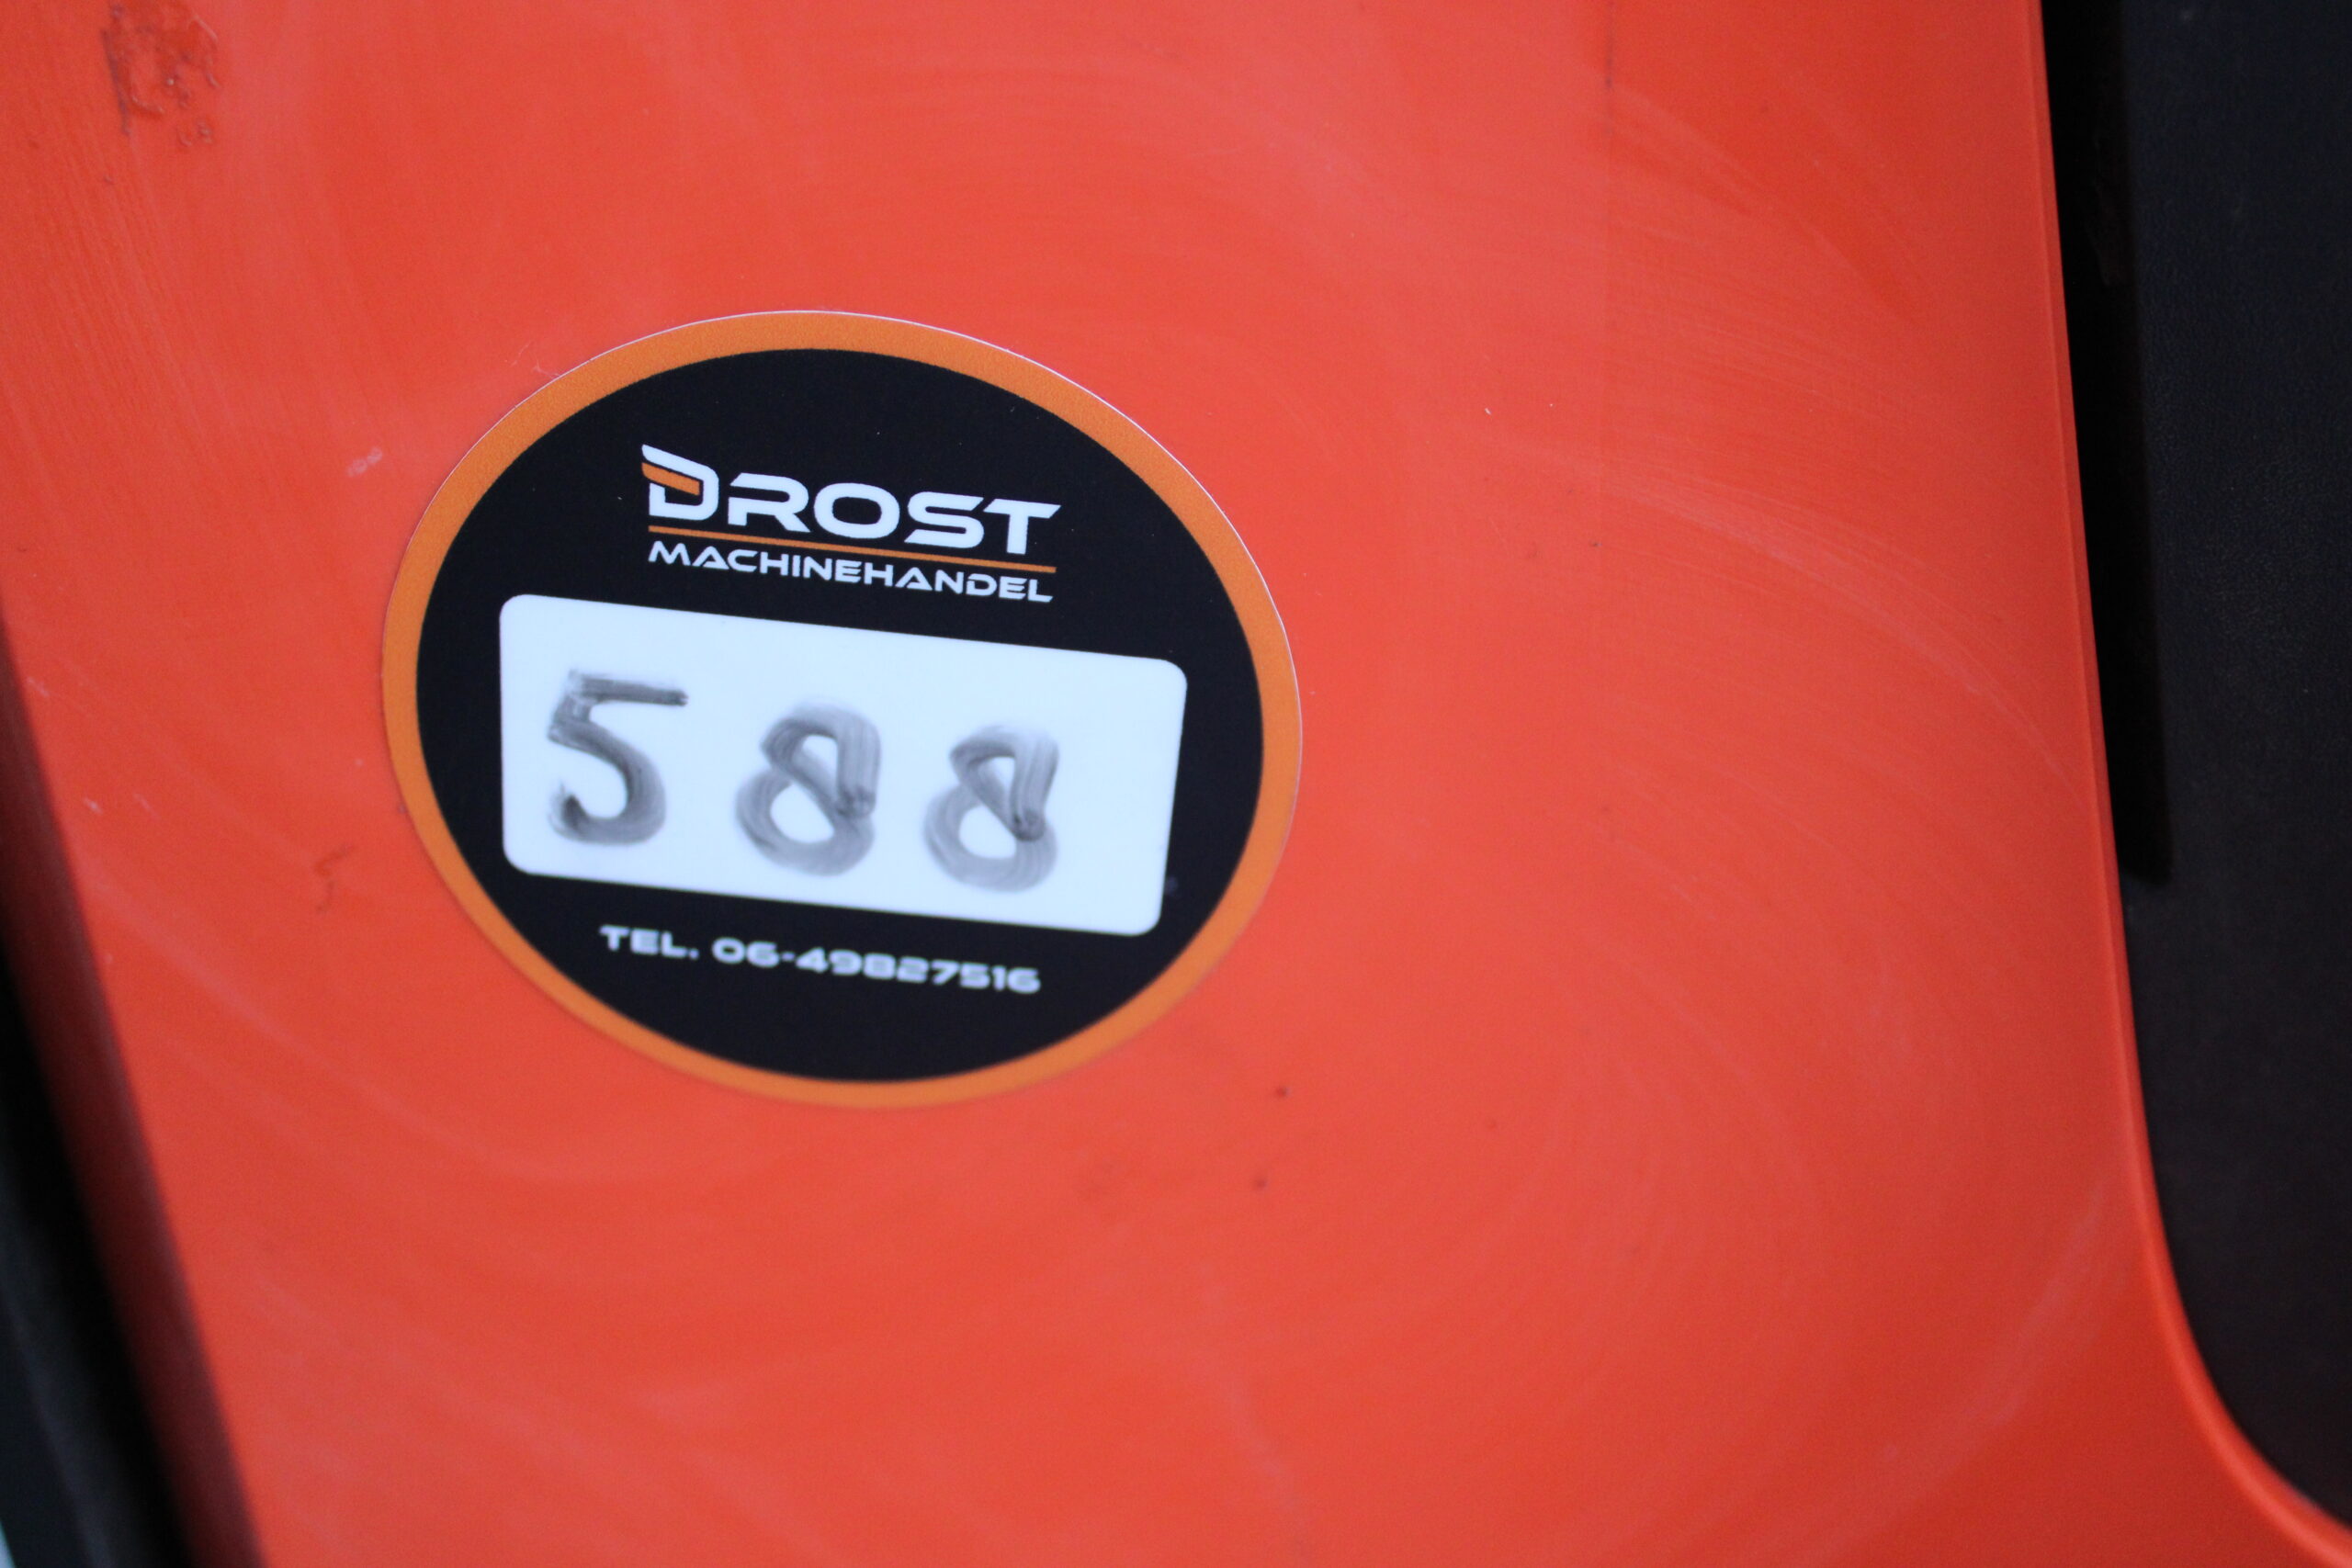 DROST
MACHINEHANDEL
588
TEL. 06-49827516